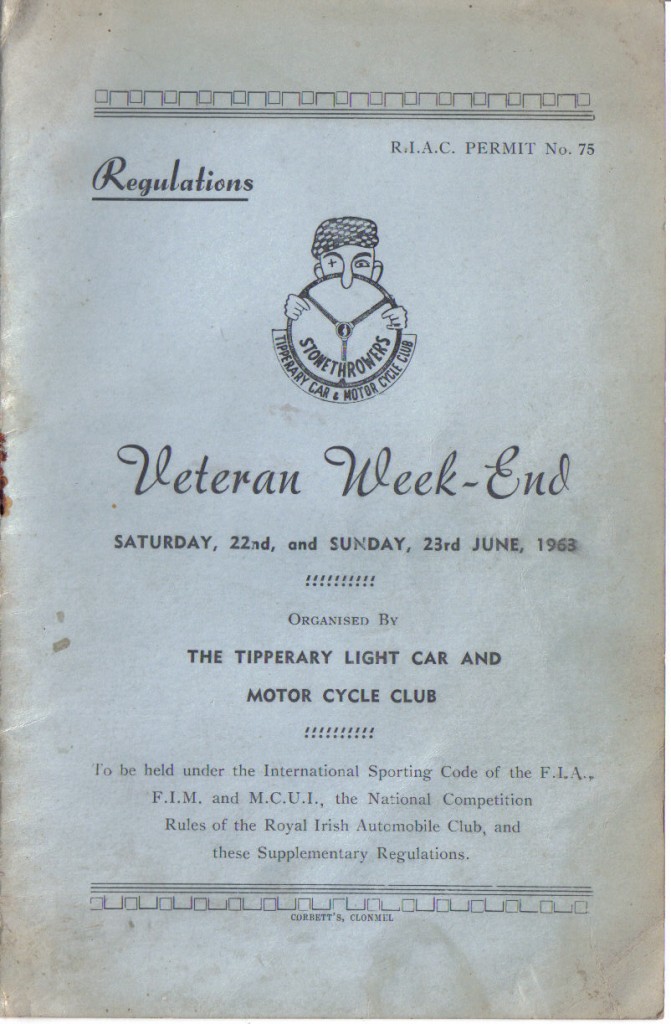 R.I.A.C. PERMIT No. 75
Regulations
STONETHROWERS
TIPPERARY CAR & MOTOR CYCLE CLUB
Veteran Week-End
SATURDAY, 22nd, and SUNDAY, 23rd JUNE, 1963
!!!!!!!!!!
ORGANISED BY
THE TIPPERARY LIGHT CAR AND
MOTOR CYCLE CLUB
!!!!!!!!!!
To be held under the International Sporting Code of the F.I.A.,
F.I.M. and M.C.U.I., the National Competition
Rules of the Royal Irish Automobile Club, and
these Supplementary Regulations.
CORBETT'S, CLONMEL